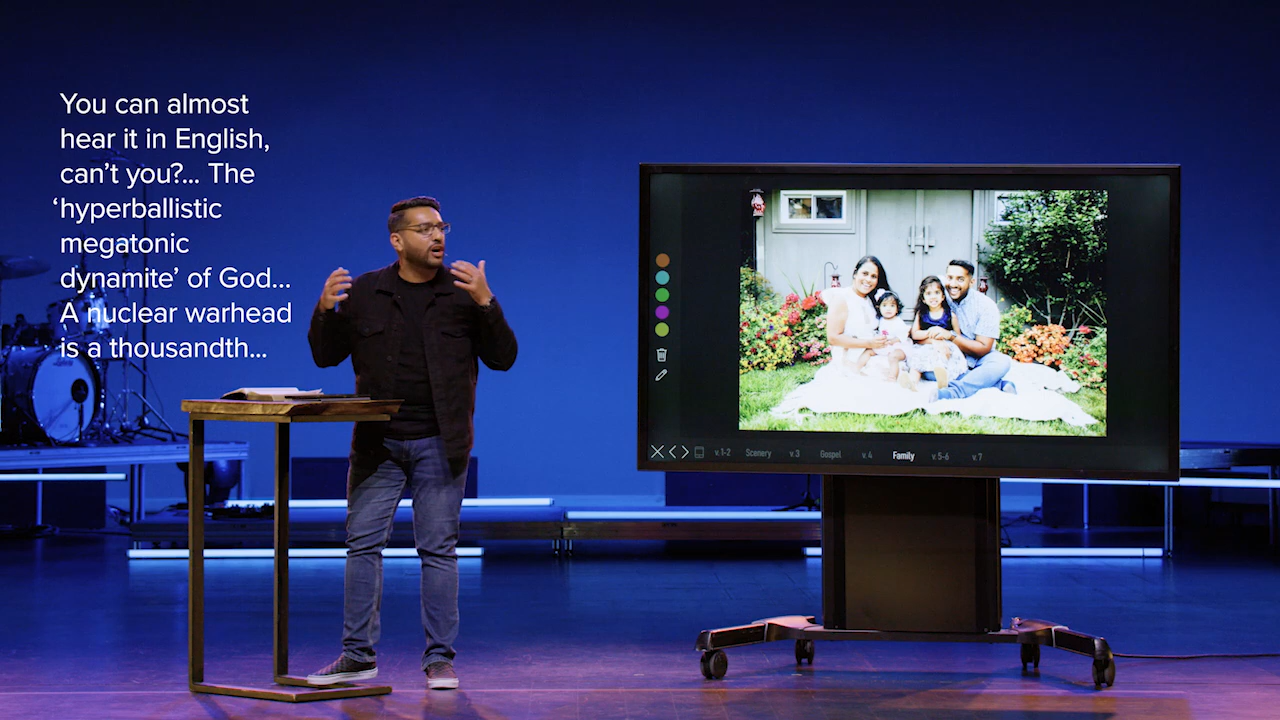 You can almost
hear it in English,
can’t you?... The
‘hyperballistic
megatonic
dynamite’ of God...
A nuclear warhead
is a thousandth...
v.1-2 Scenery v.3 Gospel v.4 Family v.5-6 v.7